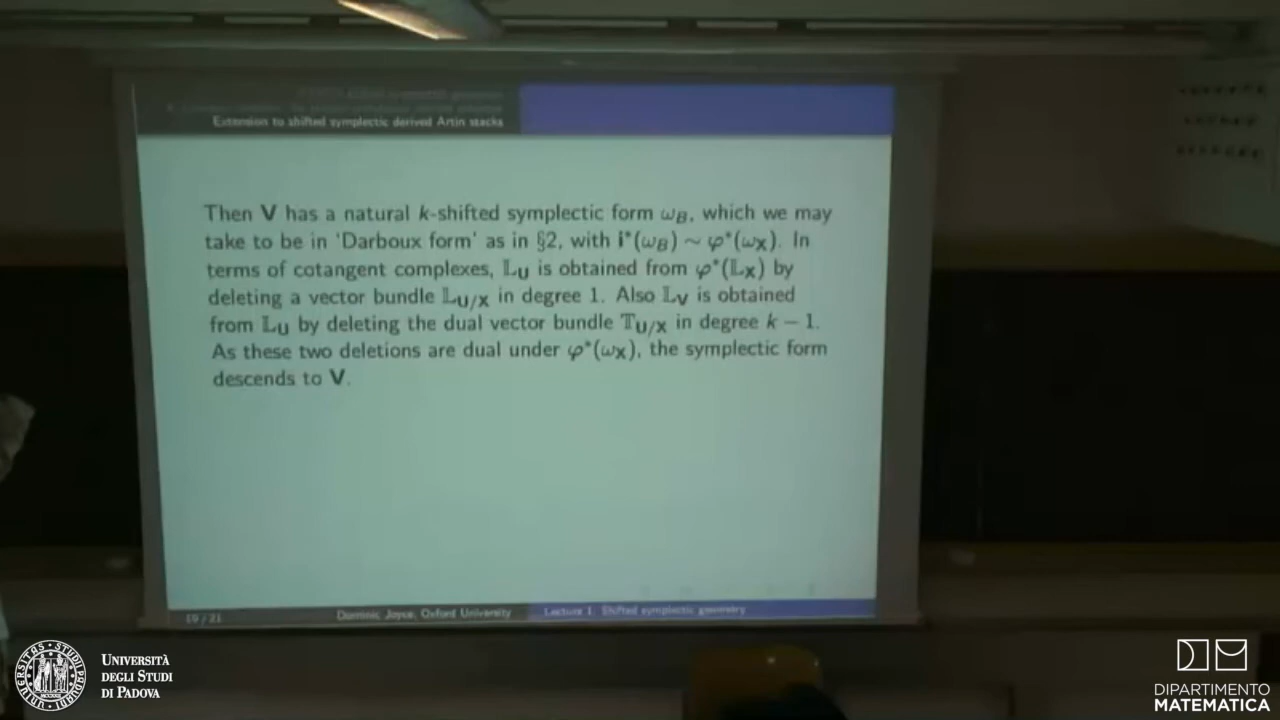 Extension to shifted symplectic derived Artin stacks
Then V has a natural k-shifted symplectic form ω_B, which we may
take to be in 'Darboux form' as in §2, with i*(ω_B) ∼ φ*(ω_X). In
terms of cotangent complexes, 𝕃_U is obtained from φ*(𝕃_X) by
deleting a vector bundle 𝕃_U/X in degree 1. Also 𝕃_V is obtained
from 𝕃_U by deleting the dual vector bundle 𝕋_U/X in degree k − 1.
As these two deletions are dual under φ*(ω_X), the symplectic form
descends to V.
19 / 21
Dominic Joyce, Oxford University
Lecture 1: Shifted symplectic geometry
UNIVERSITÀ
DEGLI STUDI
DI PADOVA
DIPARTIMENTO
MATEMATICA